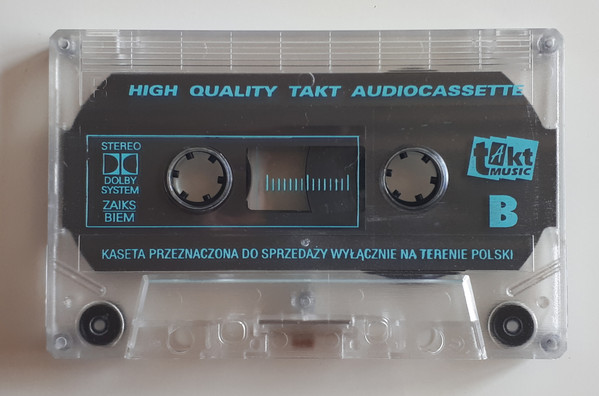 HIGH QUALITY TAKT AUDIOCASSETTE
STEREO
DOLBY
SYSTEM
ZAIKS
BIEM
tAkt
MUSIC
B
KASETA PRZEZNACZONA DO SPRZEDAŻY WYŁĄCZNIE NA TERENIE POLSKI